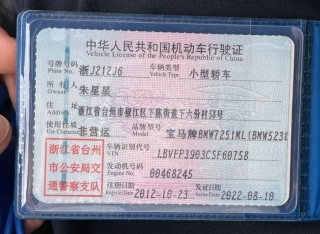 中华人民共和国机动车行驶证
Vehicle License of the People's Republic of China
号牌号码 浙J212J6 车辆类型 小型轿车
Plate No. Vehicle Type
所有人 朱星星
Owner
住址 浙江省台州市椒江区下陈街道下六份村58号
Address
使用性质 非营运 品牌型号 宝马牌BMW7251ML(BMW523L
Use Character Model
浙江省台州市公安局交通警察支队
车辆识别代号 LBVFP3903CSF60758
VIN
发动机号码 00468245
Engine No.
注册日期 2012-10-23 发证日期 2022-08-10
Register Date Issue Date